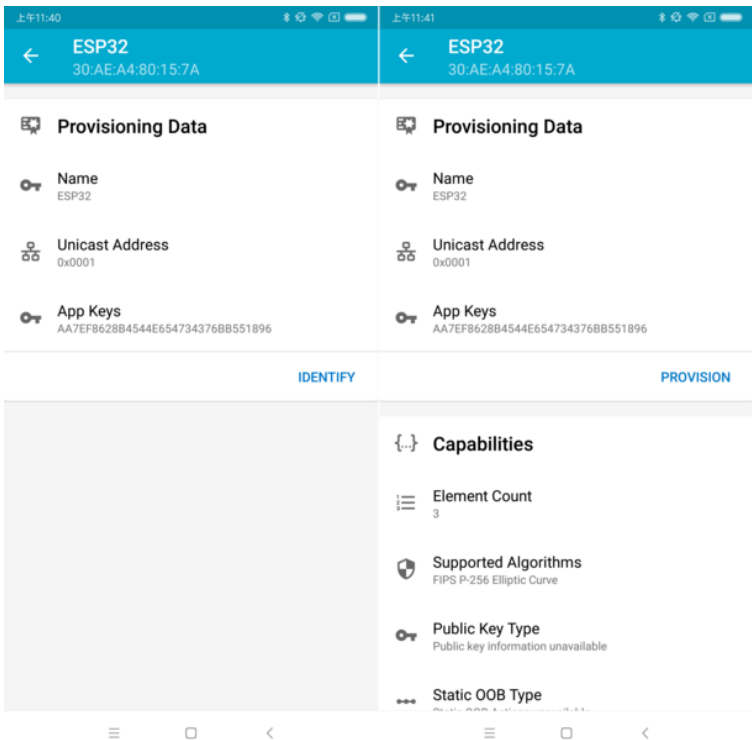 上午11:40
ESP32
30:AE:A4:80:15:7A
Provisioning Data
Name
ESP32
Unicast Address
0x0001
App Keys
AA7EF8628B4544E654734376BB551896
IDENTIFY
上午11:41
ESP32
30:AE:A4:80:15:7A
Provisioning Data
Name
ESP32
Unicast Address
0x0001
App Keys
AA7EF8628B4544E654734376BB551896
PROVISION
{...} Capabilities
Element Count
3
Supported Algorithms
FIPS P-256 Elliptic Curve
Public Key Type
Public key information unavailable
Static OOB Type